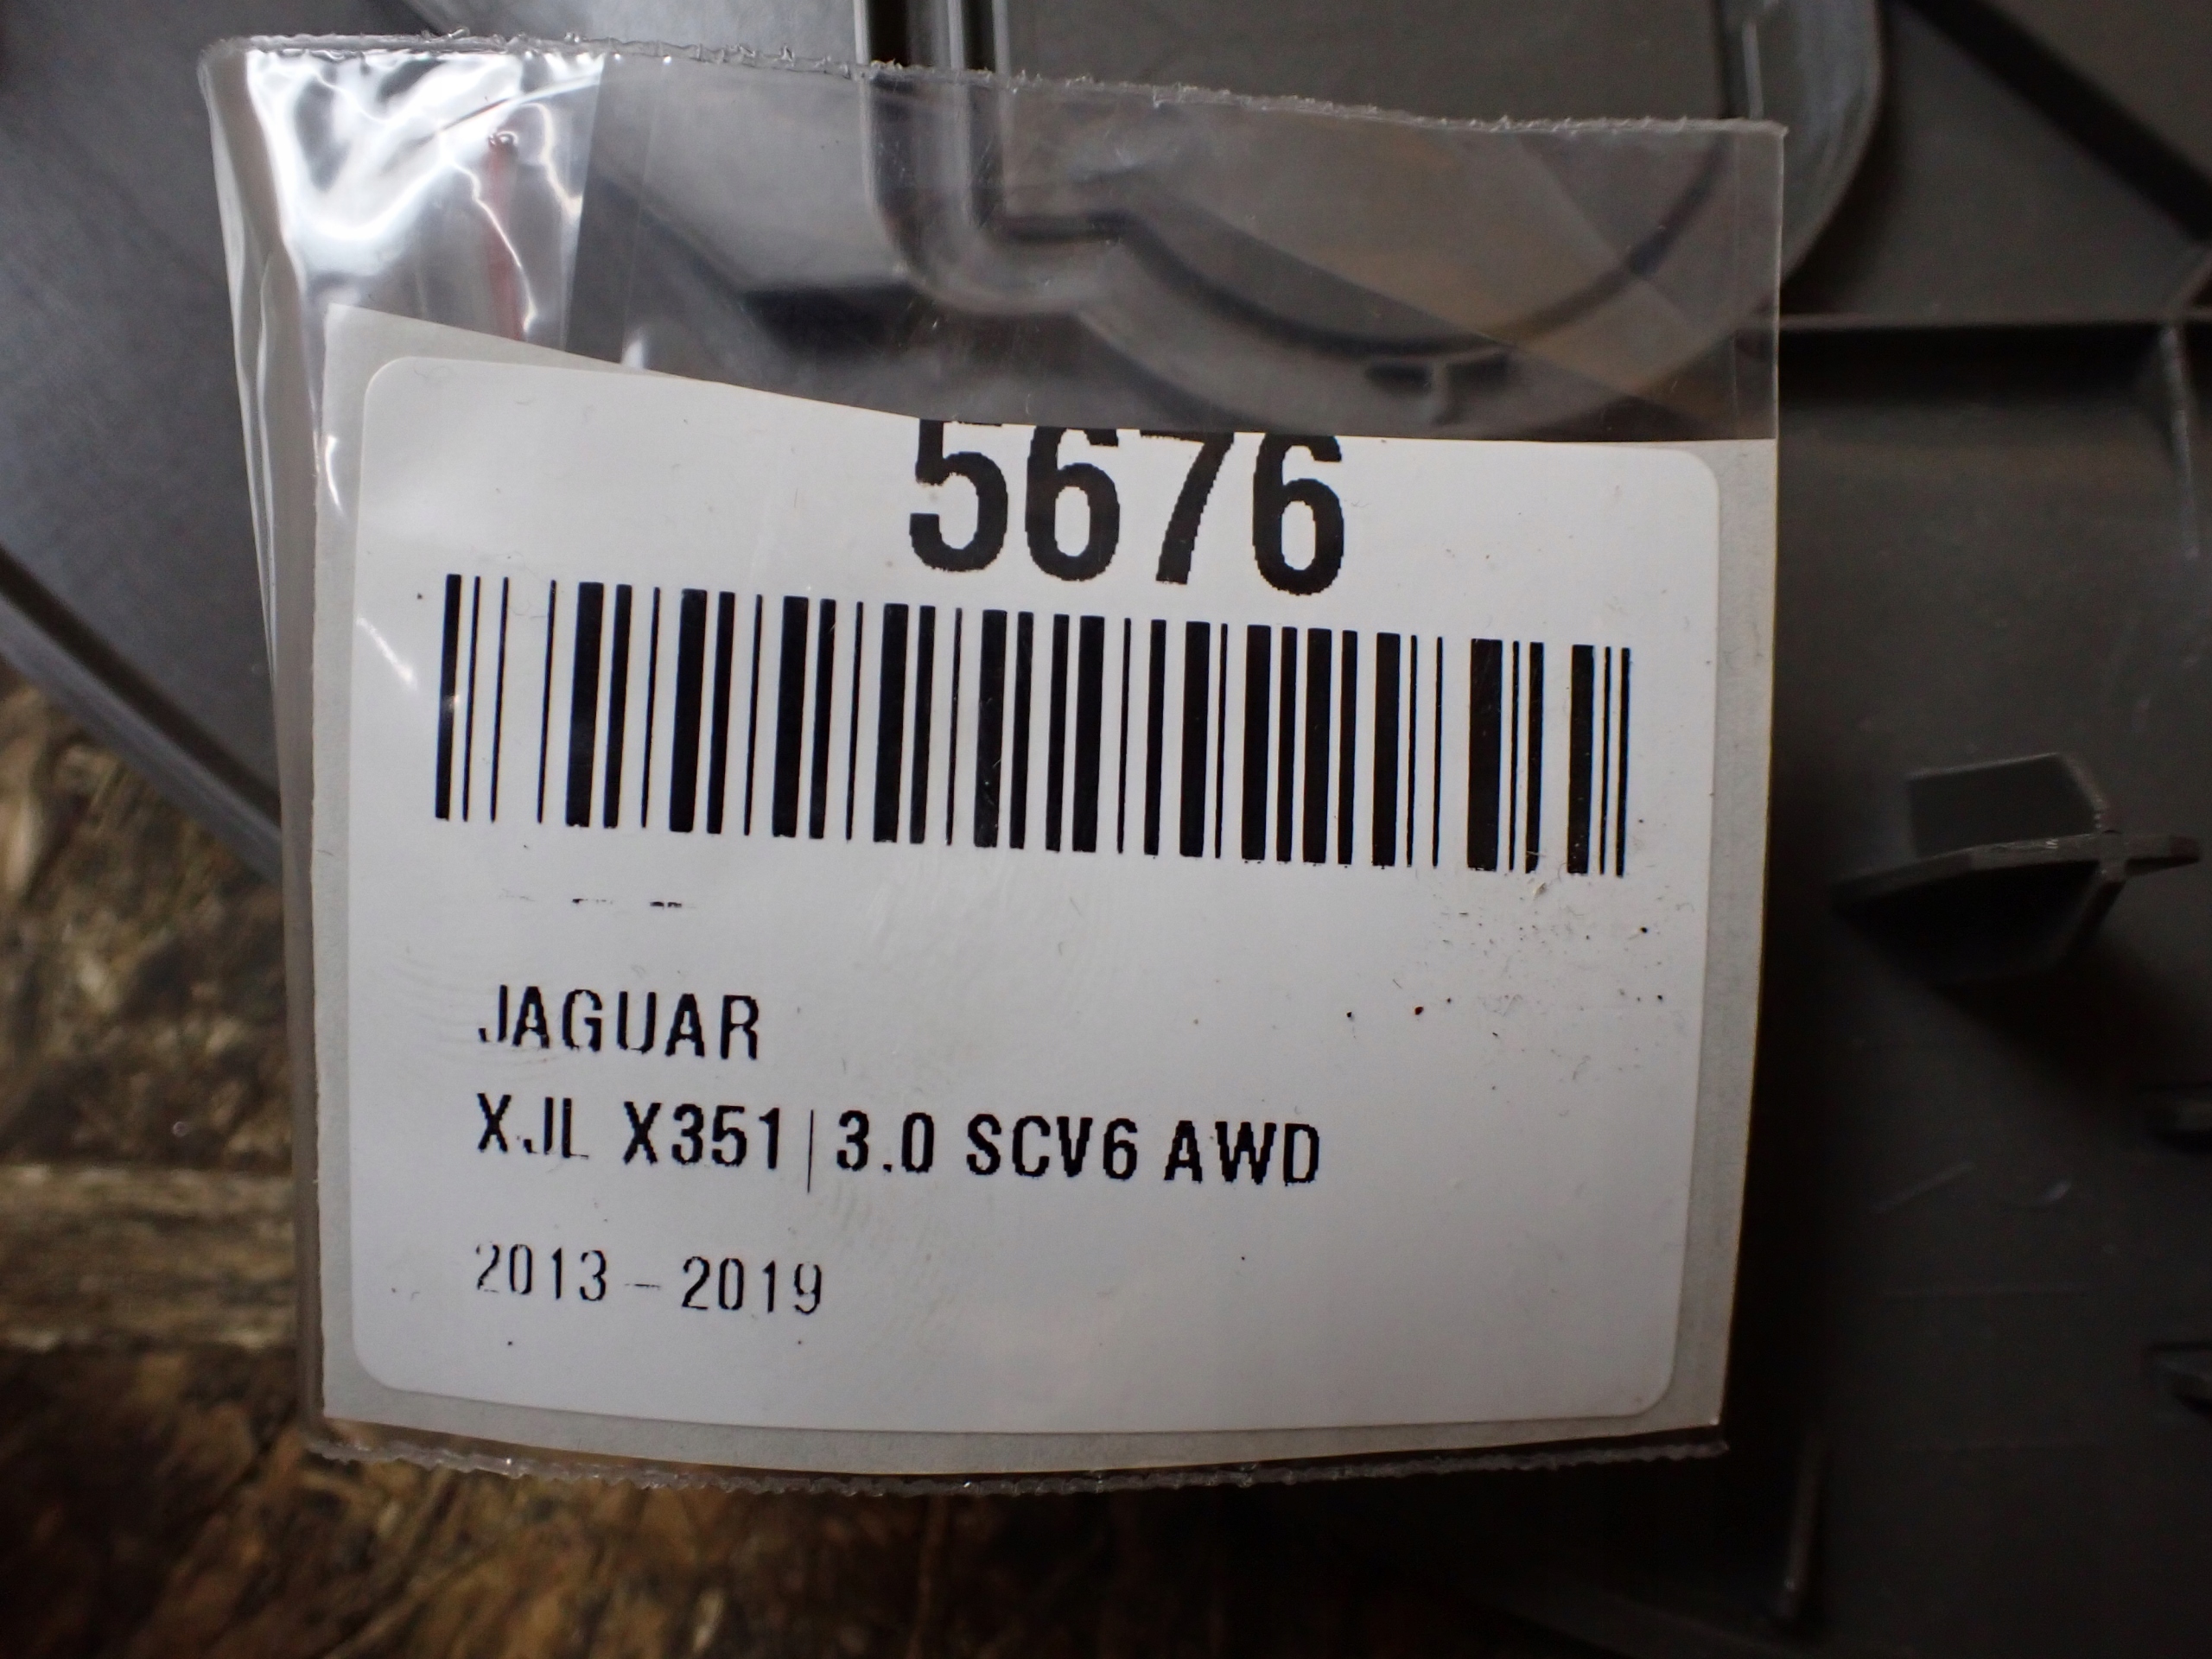 5676
JAGUAR
XJL X351 | 3.0 SCV6 AWD
2013 - 2019